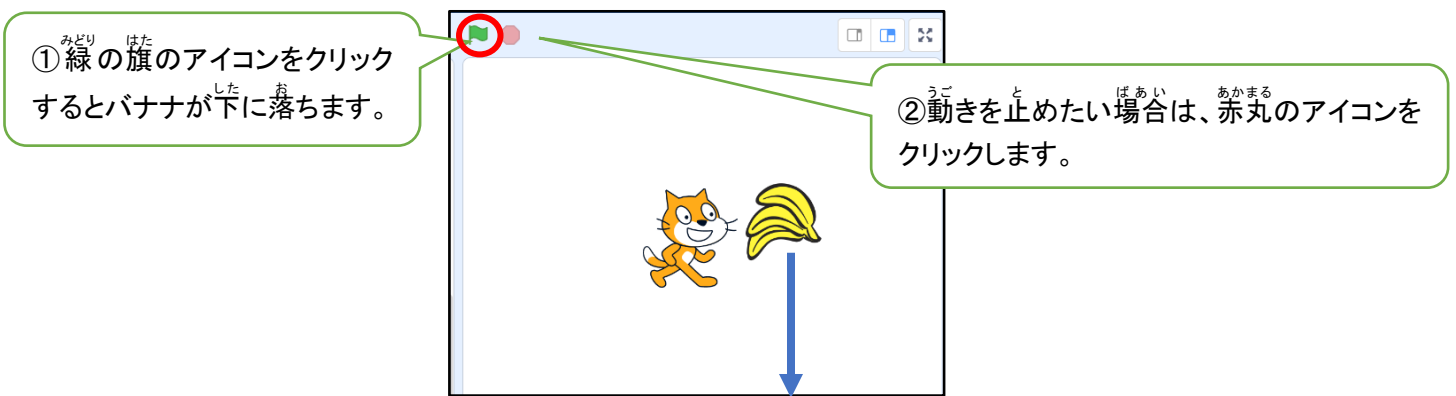 ①緑の旗のアイコンをクリック
するとバナナが下に落ちます。
②動きを止めたい場合は、赤丸のアイコンを
クリックします。